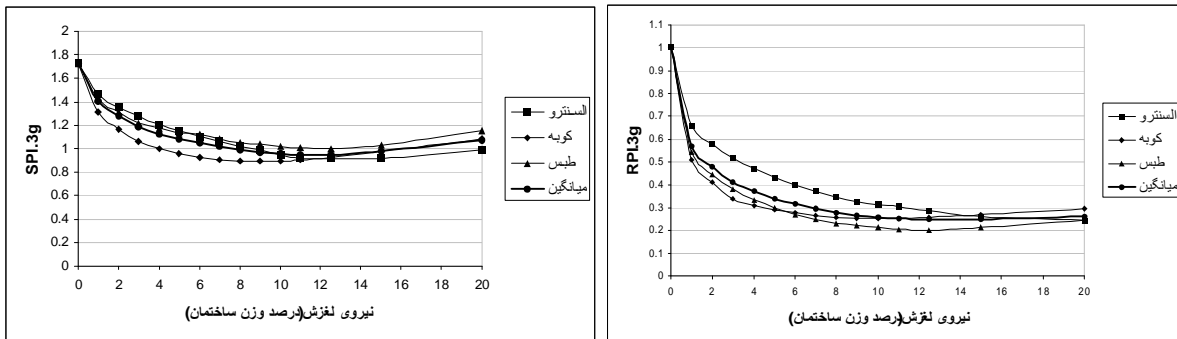 SPI.3g
2
1.8
1.6
1.4
1.2
1
0.8
0.6
0.4
0.2
0
0 2 4 6 8 10 12 14 16 18 20
نیروی لغزش(درصد وزن ساختمان)
السنترو
کوبه
طبس
میانگین
RPI.3g
1.1
1
0.9
0.8
0.7
0.6
0.5
0.4
0.3
0.2
0.1
0
0 2 4 6 8 10 12 14 16 18 20
نیروی لغزش(درصد وزن ساختمان)
السنترو
کوبه
طبس
میانگین